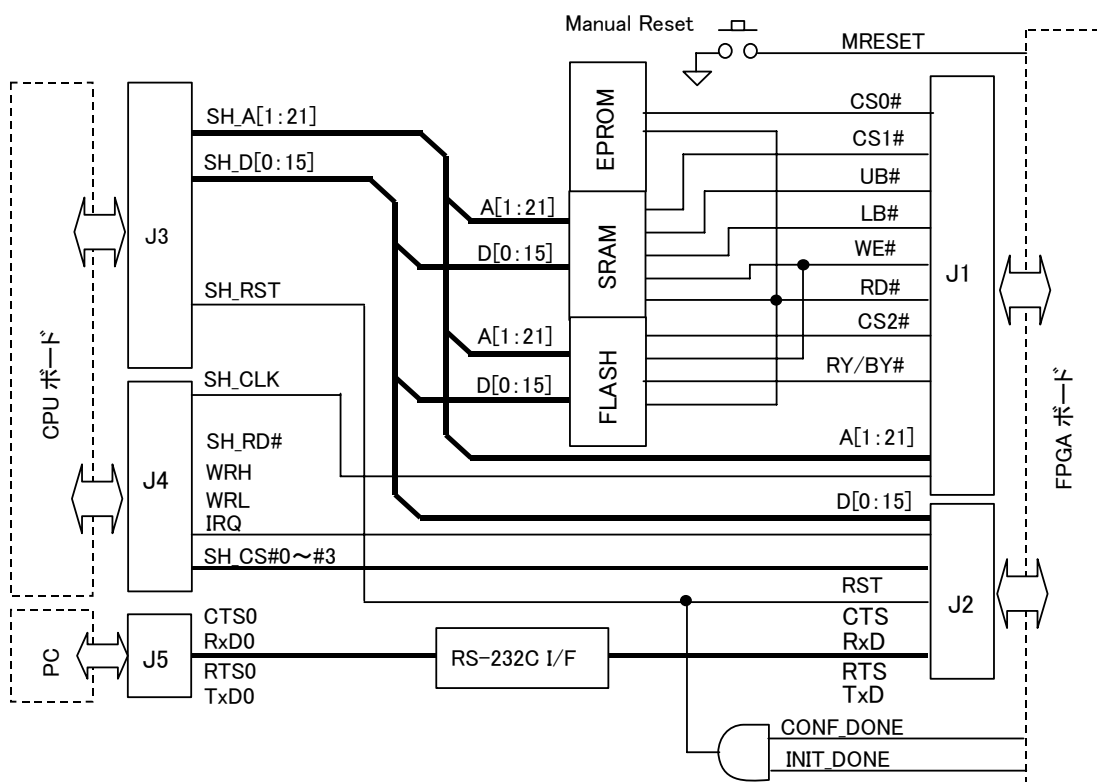 Manual Reset
MRESET
CPU ボード
J3
SH_A[1:21]
SH_D[0:15]
SH_RST
EPROM
SRAM
FLASH
A[1:21]
D[0:15]
A[1:21]
D[0:15]
CS0#
CS1#
UB#
LB#
WE#
RD#
CS2#
RY/BY#
A[1:21]
J1
FPGA ボード
J4
SH_CLK
SH_RD#
WRH
WRL
IRQ
SH_CS#0～#3
D[0:15]
RST
J2
PC
J5
CTS0
RxD0
RTS0
TxD0
RS-232C I/F
CTS
RxD
RTS
TxD
CONF_DONE
INIT_DONE